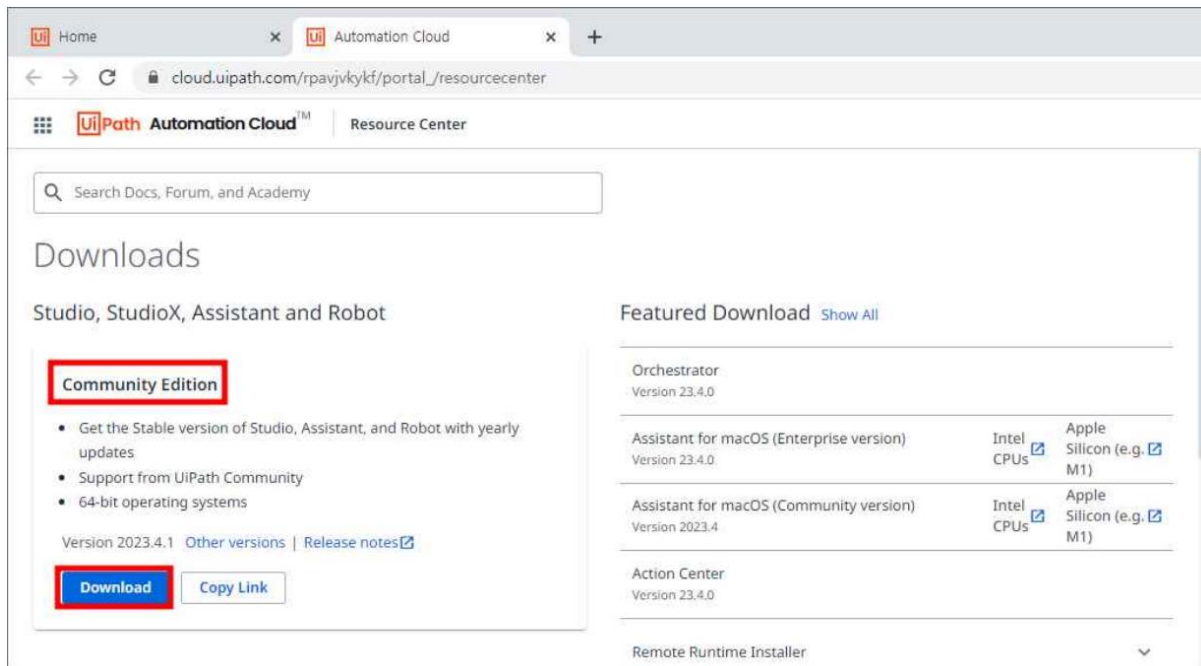 Ui Home
Ui Automation Cloud
cloud.uipath.com/rpavjvkykf/portal_/resourcecenter
UiPath Automation Cloud™ Resource Center
Search Docs, Forum, and Academy
Downloads
Studio, StudioX, Assistant and Robot
Community Edition
• Get the Stable version of Studio, Assistant, and Robot with yearly
updates
• Support from UiPath Community
• 64-bit operating systems
Version 2023.4.1 Other versions | Release notes
Download Copy Link
Featured Download Show All
Orchestrator
Version 23.4.0
Assistant for macOS (Enterprise version)
Version 23.4.0
Intel
CPUs
Apple
Silicon (e.g.
M1)
Assistant for macOS (Community version)
Version 2023.4
Intel
CPUs
Apple
Silicon (e.g.
M1)
Action Center
Version 23.4.0
Remote Runtime Installer